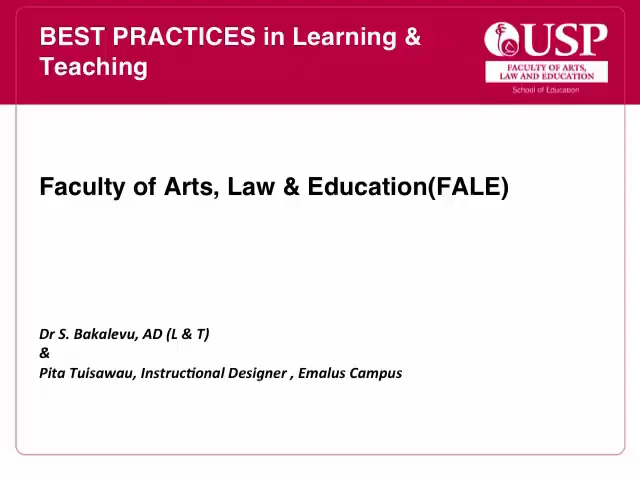 BEST PRACTICES in Learning &
Teaching
USP
FACULTY OF ARTS,
LAW AND EDUCATION
School of Education
Faculty of Arts, Law & Education(FALE)
Dr S. Bakalevu, AD (L & T)
&
Pita Tuisawau, Instructional Designer , Emalus Campus